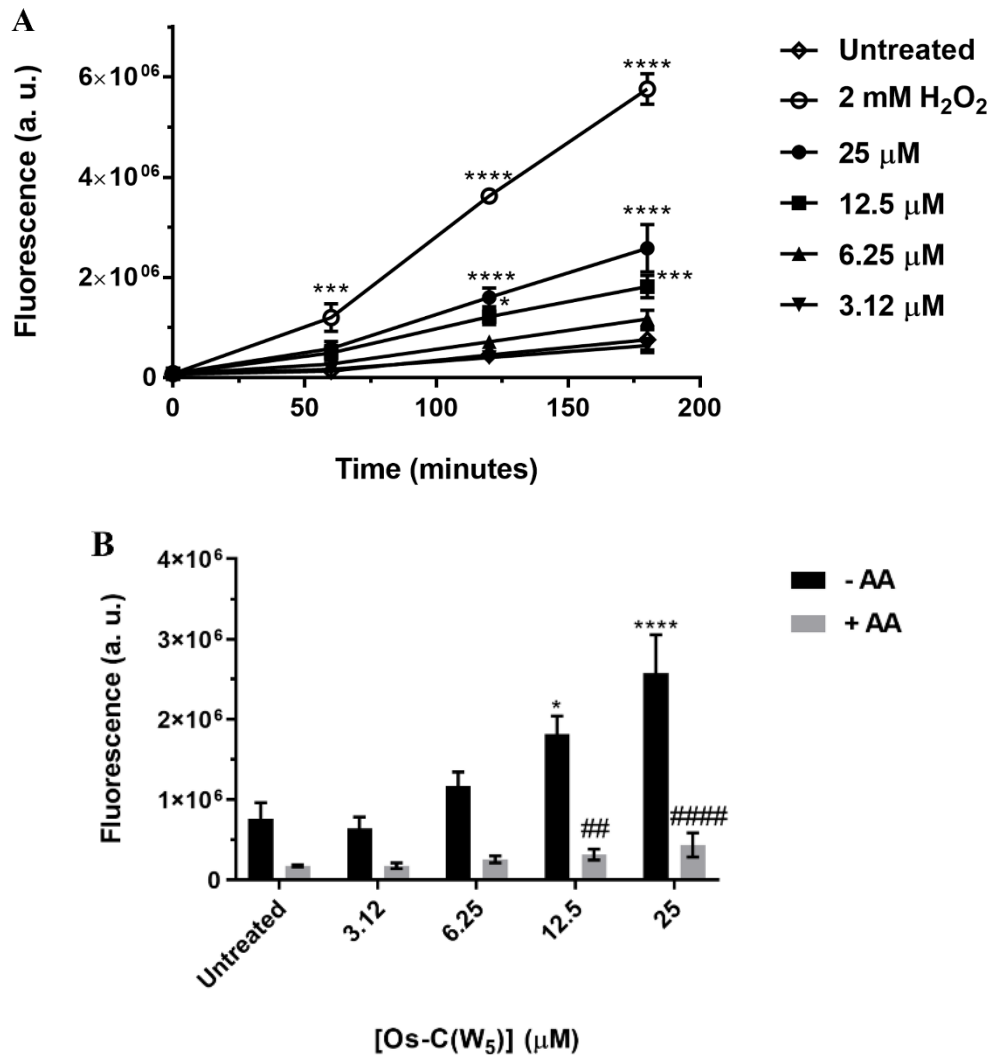 A
Fluorescence (a. u.)
6×10⁰⁶
4×10⁰⁶
2×10⁰⁶
0
***
****
****
*
****
****
***
0
50
100
150
200
Time (minutes)
Untreated
2 mM H₂O₂
25 μM
12.5 μM
6.25 μM
3.12 μM
B
Fluorescence (a. u.)
4×10⁶
3×10⁶
2×10⁶
1×10⁶
0
*
##
****
####
Untreated
3.12
6.25
12.5
25
[Os-C(W₅)] (μM)
- AA
+ AA